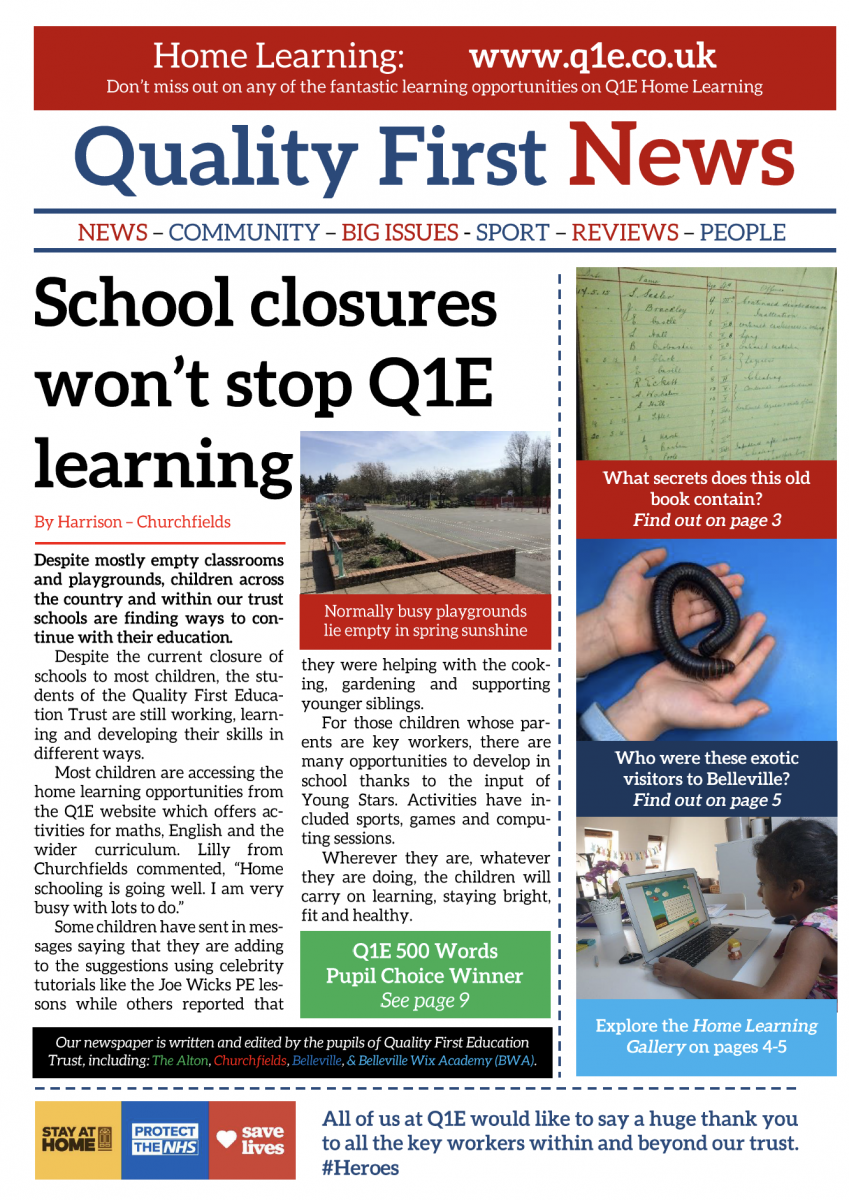 Home Learning: www.q1e.co.uk
Don't miss out on any of the fantastic learning opportunities on Q1E Home Learning
Quality First News
NEWS – COMMUNITY – BIG ISSUES - SPORT – REVIEWS – PEOPLE
School closures
won't stop Q1E
learning
By Harrison – Churchfields
Despite mostly empty classrooms
and playgrounds, children across
the country and within our trust
schools are finding ways to con-
tinue with their education.
Despite the current closure of
schools to most children, the stu-
dents of the Quality First Educa-
tion Trust are still working, learn-
ing and developing their skills in
different ways.
Most children are accessing the
home learning opportunities from
the Q1E website which offers ac-
tivities for maths, English and the
wider curriculum. Lilly from
Churchfields commented, "Home
schooling is going well. I am very
busy with lots to do."
Some children have sent in mes-
sages saying that they are adding
to the suggestions using celebrity
tutorials like the Joe Wicks PE les-
sons while others reported that
Normally busy playgrounds
lie empty in spring sunshine
they were helping with the cook-
ing, gardening and supporting
younger siblings.
For those children whose par-
ents are key workers, there are
many opportunities to develop in
school thanks to the input of
Young Stars. Activities have in-
cluded sports, games and compu-
ting sessions.
Wherever they are, whatever
they are doing, the children will
carry on learning, staying bright,
fit and healthy.
Q1E 500 Words
Pupil Choice Winner
See page 9
What secrets does this old
book contain?
Find out on page 3
Who were these exotic
visitors to Belleville?
Find out on page 5
Explore the Home Learning
Gallery on pages 4-5
Our newspaper is written and edited by the pupils of Quality First Education
Trust, including: The Alton, Churchfields, Belleville, & Belleville Wix Academy (BWA).
STAY AT
HOME
PROTECT
THE NHS
save
lives
All of us at Q1E would like to say a huge thank you
to all the key workers within and beyond our trust.
#Heroes